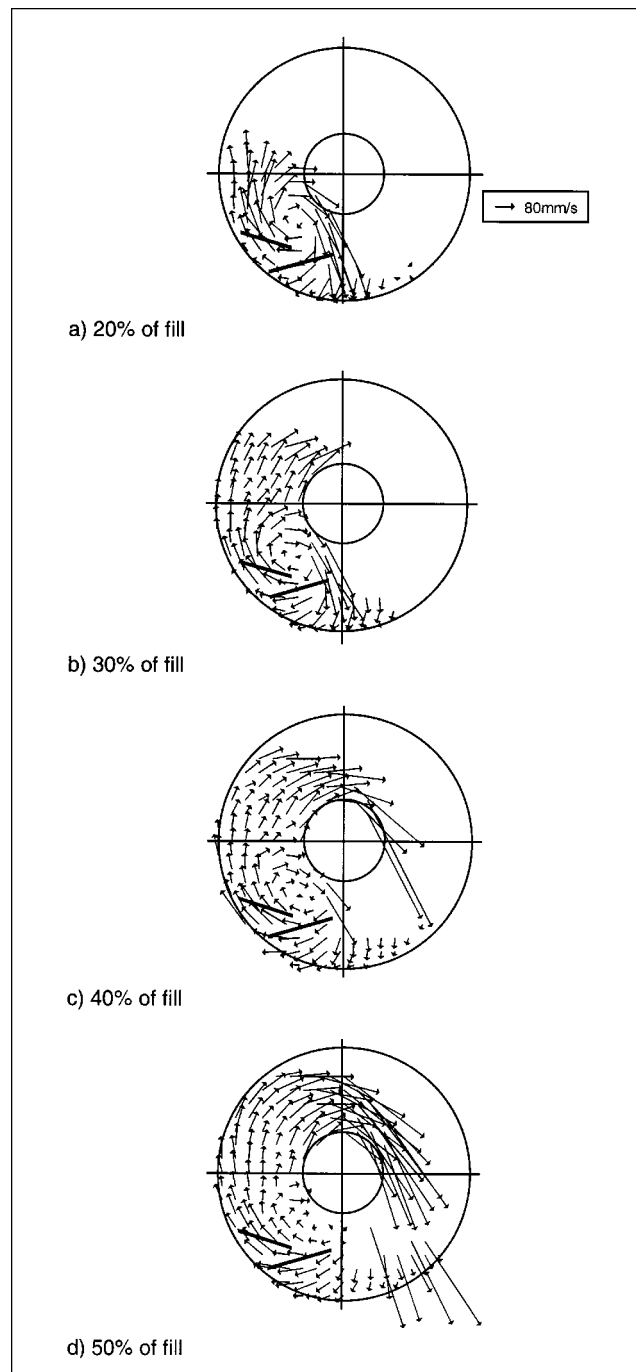 80mm/s
a) 20% of fill
b) 30% of fill
c) 40% of fill
d) 50% of fill